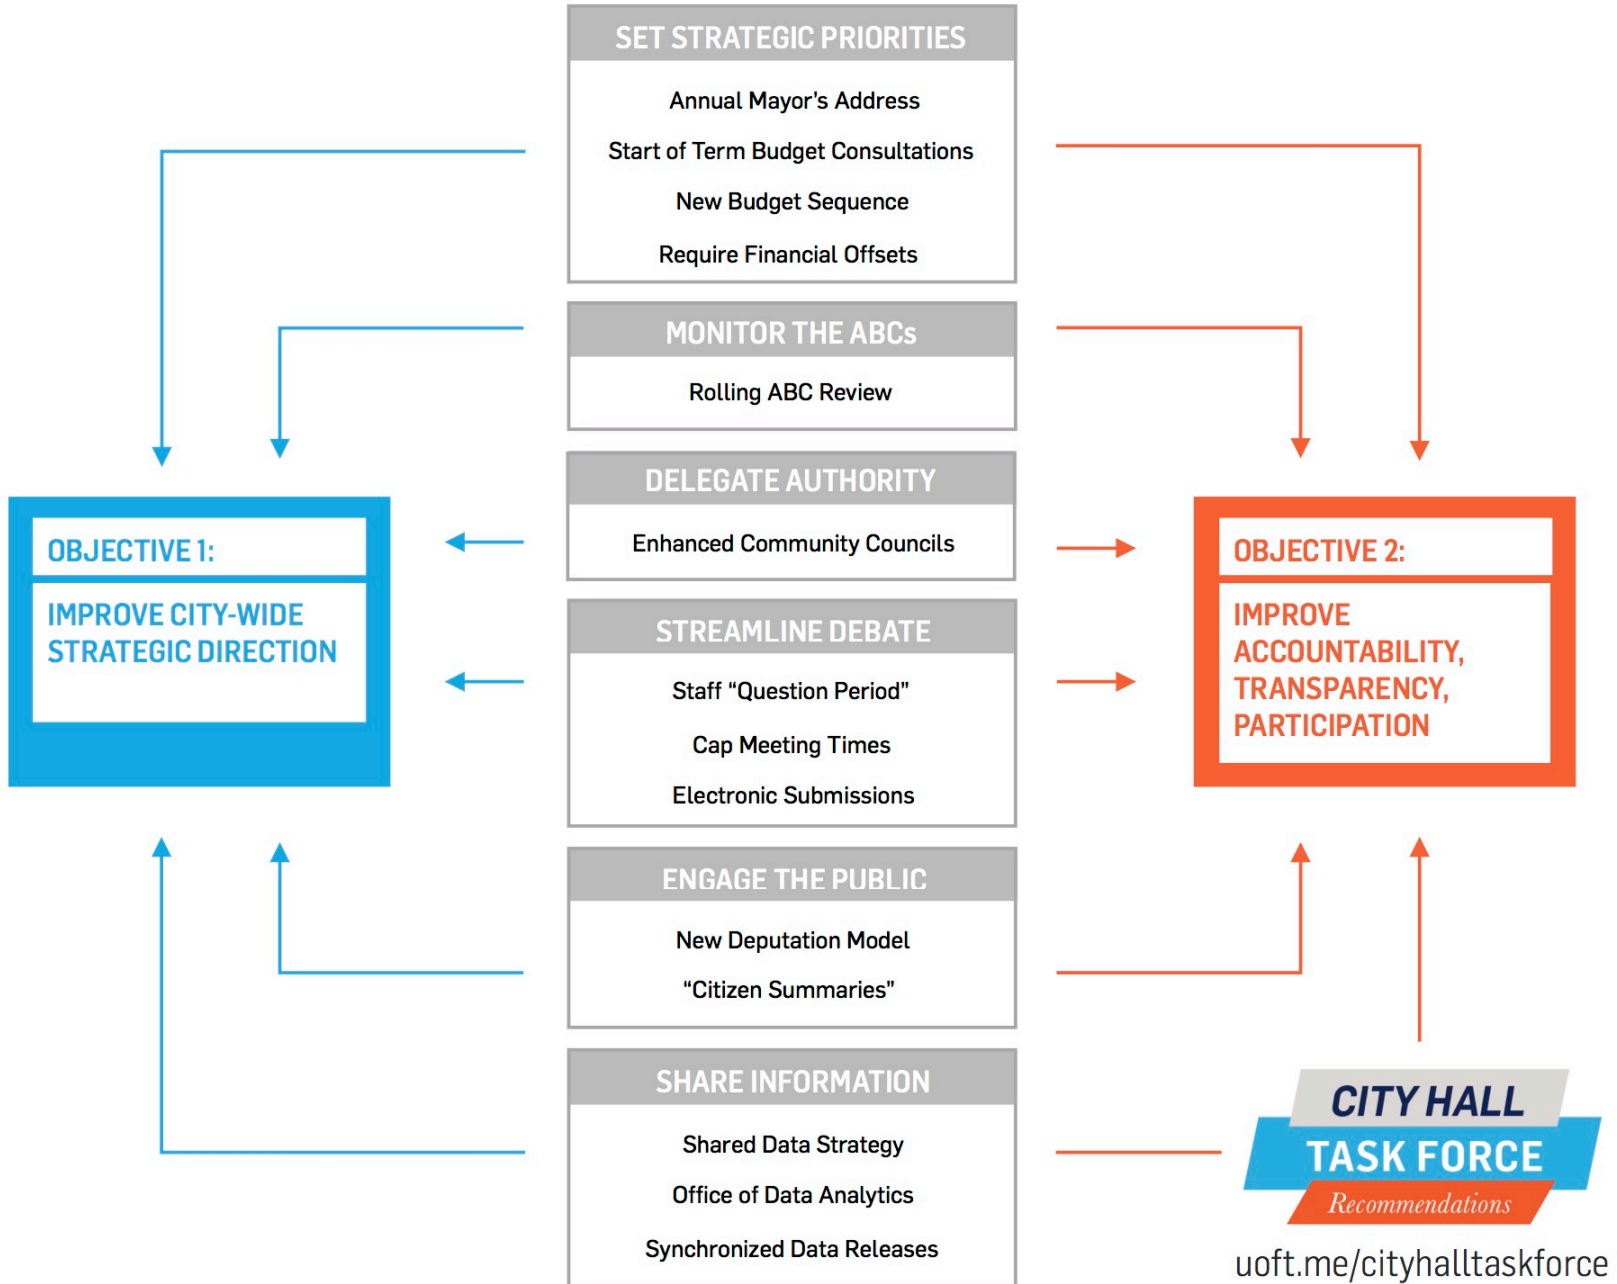 SET STRATEGIC PRIORITIES
Annual Mayor's Address
Start of Term Budget Consultations
New Budget Sequence
Require Financial Offsets
MONITOR THE ABCs
Rolling ABC Review
DELEGATE AUTHORITY
Enhanced Community Councils
STREAMLINE DEBATE
Staff “Question Period”
Cap Meeting Times
Electronic Submissions
ENGAGE THE PUBLIC
New Deputation Model
“Citizen Summaries”
SHARE INFORMATION
Shared Data Strategy
Office of Data Analytics
Synchronized Data Releases
OBJECTIVE 1:
IMPROVE CITY-WIDE
STRATEGIC DIRECTION
OBJECTIVE 2:
IMPROVE
ACCOUNTABILITY,
TRANSPARENCY,
PARTICIPATION
CITY HALL
TASK FORCE
Recommendations
uoft.me/cityhalltaskforce